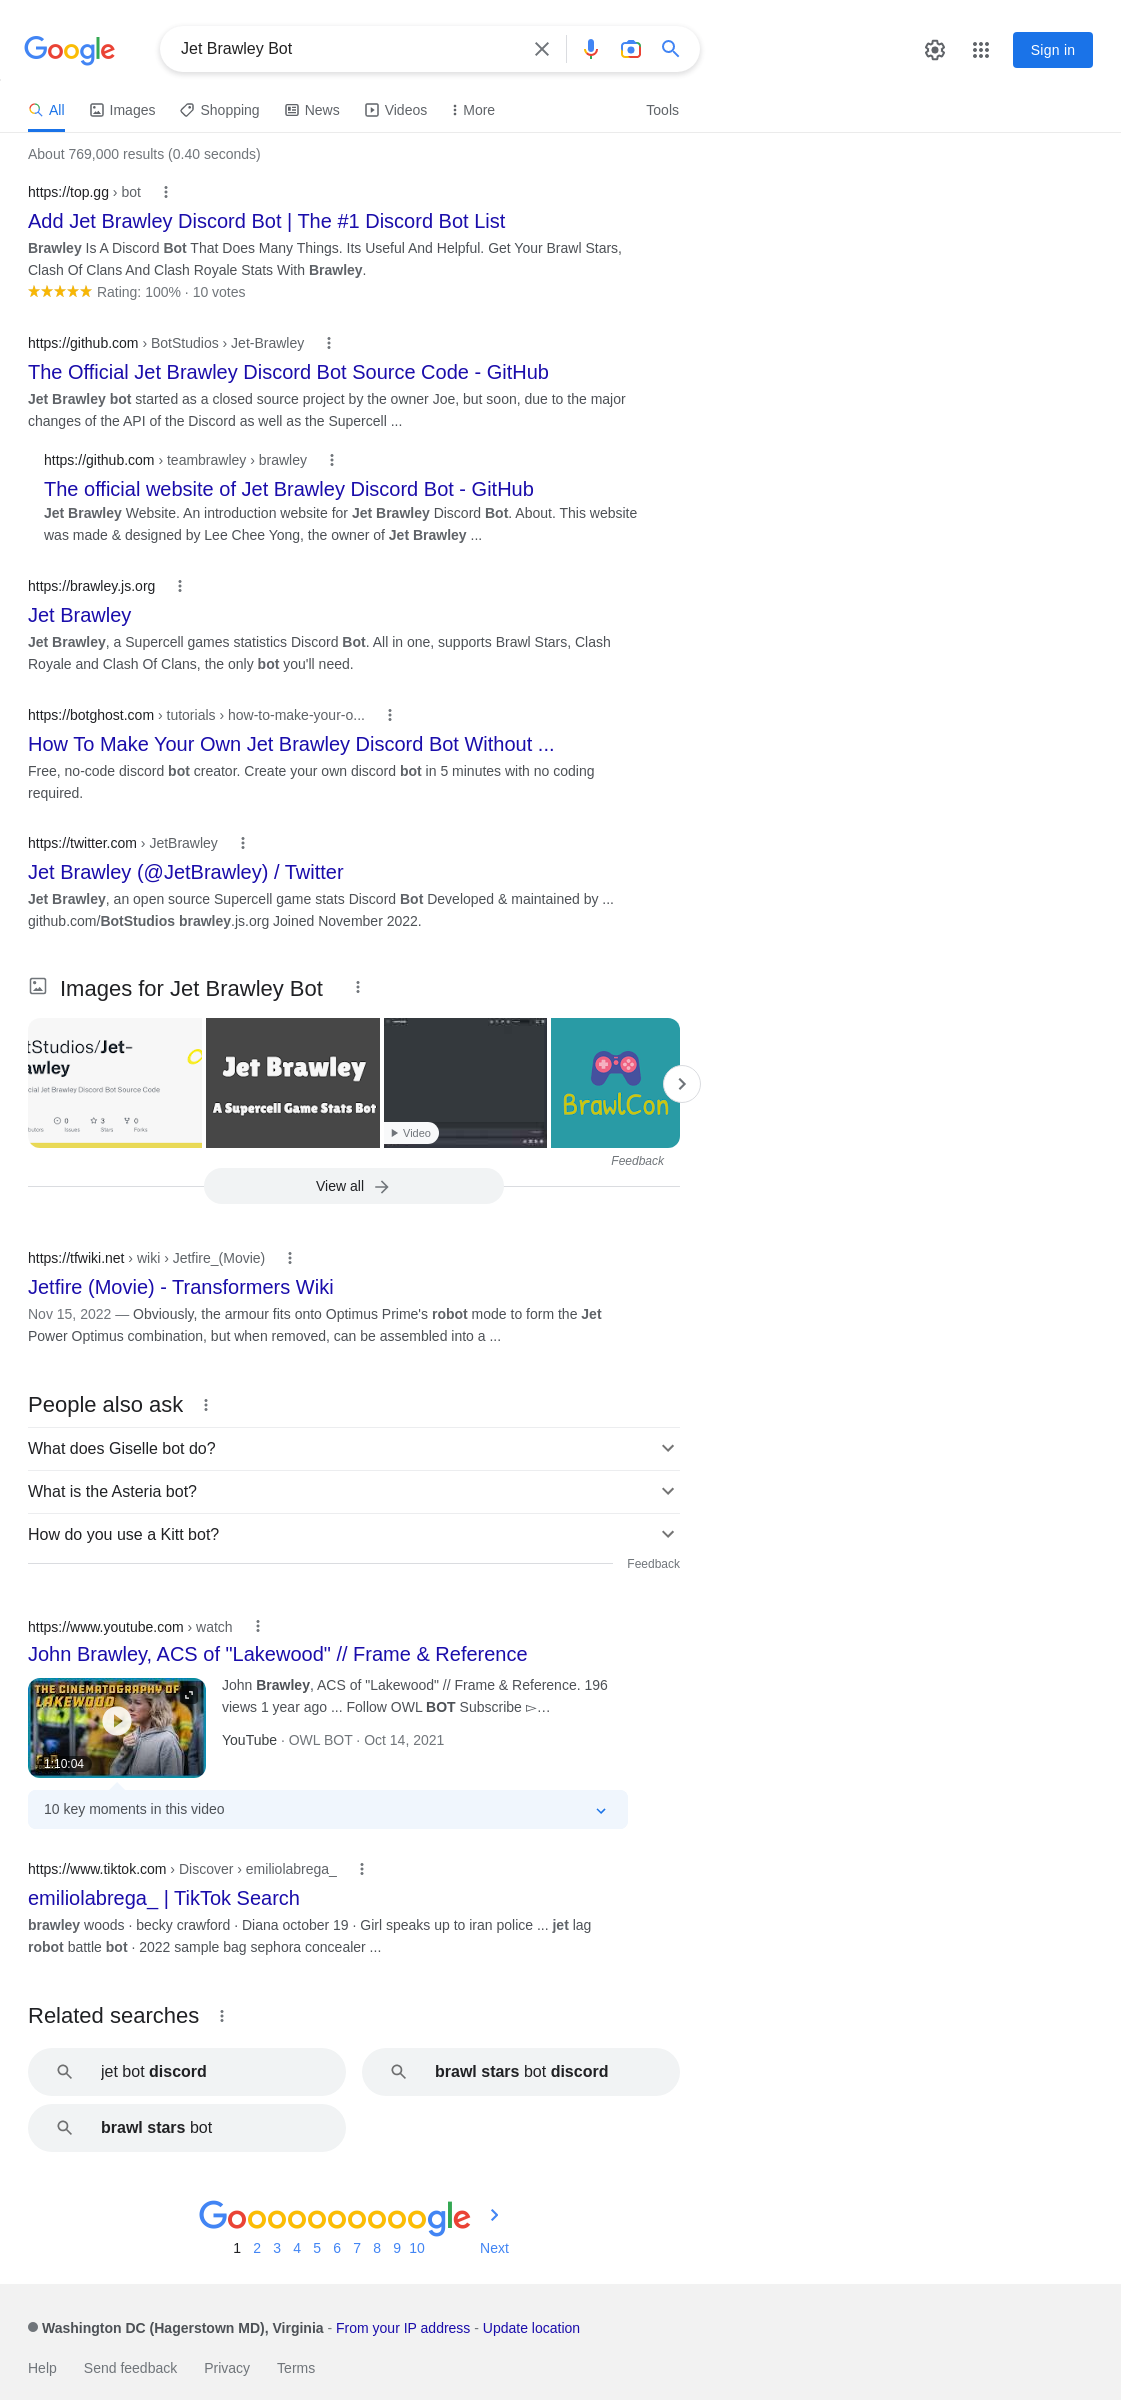 Google
Jet Brawley Bot
Sign in
All
Images
Shopping
News
Videos
More
Tools
About 769,000 results (0.40 seconds)
https://top.gg › bot
Add Jet Brawley Discord Bot | The #1 Discord Bot List
Brawley Is A Discord Bot That Does Many Things. Its Useful And Helpful. Get Your Brawl Stars,
Clash Of Clans And Clash Royale Stats With Brawley.
Rating: 100% · 10 votes
https://github.com › BotStudios › Jet-Brawley
The Official Jet Brawley Discord Bot Source Code - GitHub
Jet Brawley bot started as a closed source project by the owner Joe, but soon, due to the major
changes of the API of the Discord as well as the Supercell ...
https://github.com › teambrawley › brawley
The official website of Jet Brawley Discord Bot - GitHub
Jet Brawley Website. An introduction website for Jet Brawley Discord Bot. About. This website
was made & designed by Lee Chee Yong, the owner of Jet Brawley ...
https://brawley.js.org
Jet Brawley
Jet Brawley, a Supercell games statistics Discord Bot. All in one, supports Brawl Stars, Clash
Royale and Clash Of Clans, the only bot you'll need.
https://botghost.com › tutorials › how-to-make-your-o...
How To Make Your Own Jet Brawley Discord Bot Without ...
Free, no-code discord bot creator. Create your own discord bot in 5 minutes with no coding
required.
https://twitter.com › JetBrawley
Jet Brawley (@JetBrawley) / Twitter
Jet Brawley, an open source Supercell game stats Discord Bot Developed & maintained by ...
github.com/BotStudios brawley.js.org Joined November 2022.
Images for Jet Brawley Bot
tStudios/Jet-
awley
cial Jet Brawley Discord Bot Source Code
0 3 0
Issues Stars Forks
Jet Brawley
A Supercell Game Stats Bot
Video
BrawlCon
Feedback
View all
https://tfwiki.net › wiki › Jetfire_(Movie)
Jetfire (Movie) - Transformers Wiki
Nov 15, 2022 — Obviously, the armour fits onto Optimus Prime's robot mode to form the Jet
Power Optimus combination, but when removed, can be assembled into a ...
People also ask
What does Giselle bot do?
What is the Asteria bot?
How do you use a Kitt bot?
Feedback
https://www.youtube.com › watch
John Brawley, ACS of "Lakewood" // Frame & Reference
THE CINEMATOGRAPHY OF
LAKEWOOD
1:10:04
John Brawley, ACS of "Lakewood" // Frame & Reference. 196
views 1 year ago ... Follow OWL BOT Subscribe ▻…
YouTube · OWL BOT · Oct 14, 2021
10 key moments in this video
https://www.tiktok.com › Discover › emiliolabrega_
emiliolabrega_ | TikTok Search
brawley woods · becky crawford · Diana october 19 · Girl speaks up to iran police ... jet lag
robot battle bot · 2022 sample bag sephora concealer ...
Related searches
jet bot discord
brawl stars bot discord
brawl stars bot
Goooooooooogle
1 2 3 4 5 6 7 8 9 10 Next
Washington DC (Hagerstown MD), Virginia - From your IP address - Update location
Help Send feedback Privacy Terms